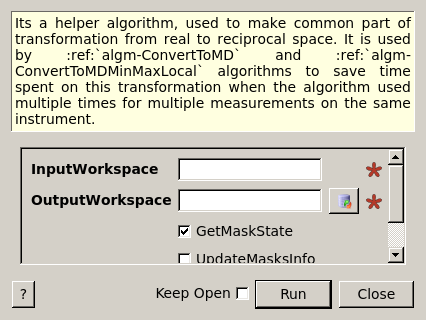 Its a helper algorithm, used to make common part of
transformation from real to reciprocal space. It is used
by :ref:`algm-ConvertToMD` and :ref:`algm-
ConvertToMDMinMaxLocal` algorithms to save time
spent on this transformation when the algorithm used
multiple times for multiple measurements on the same
instrument.
InputWorkspace *
OutputWorkspace *
GetMaskState
UpdateMasksInfo
? Keep Open Run Close